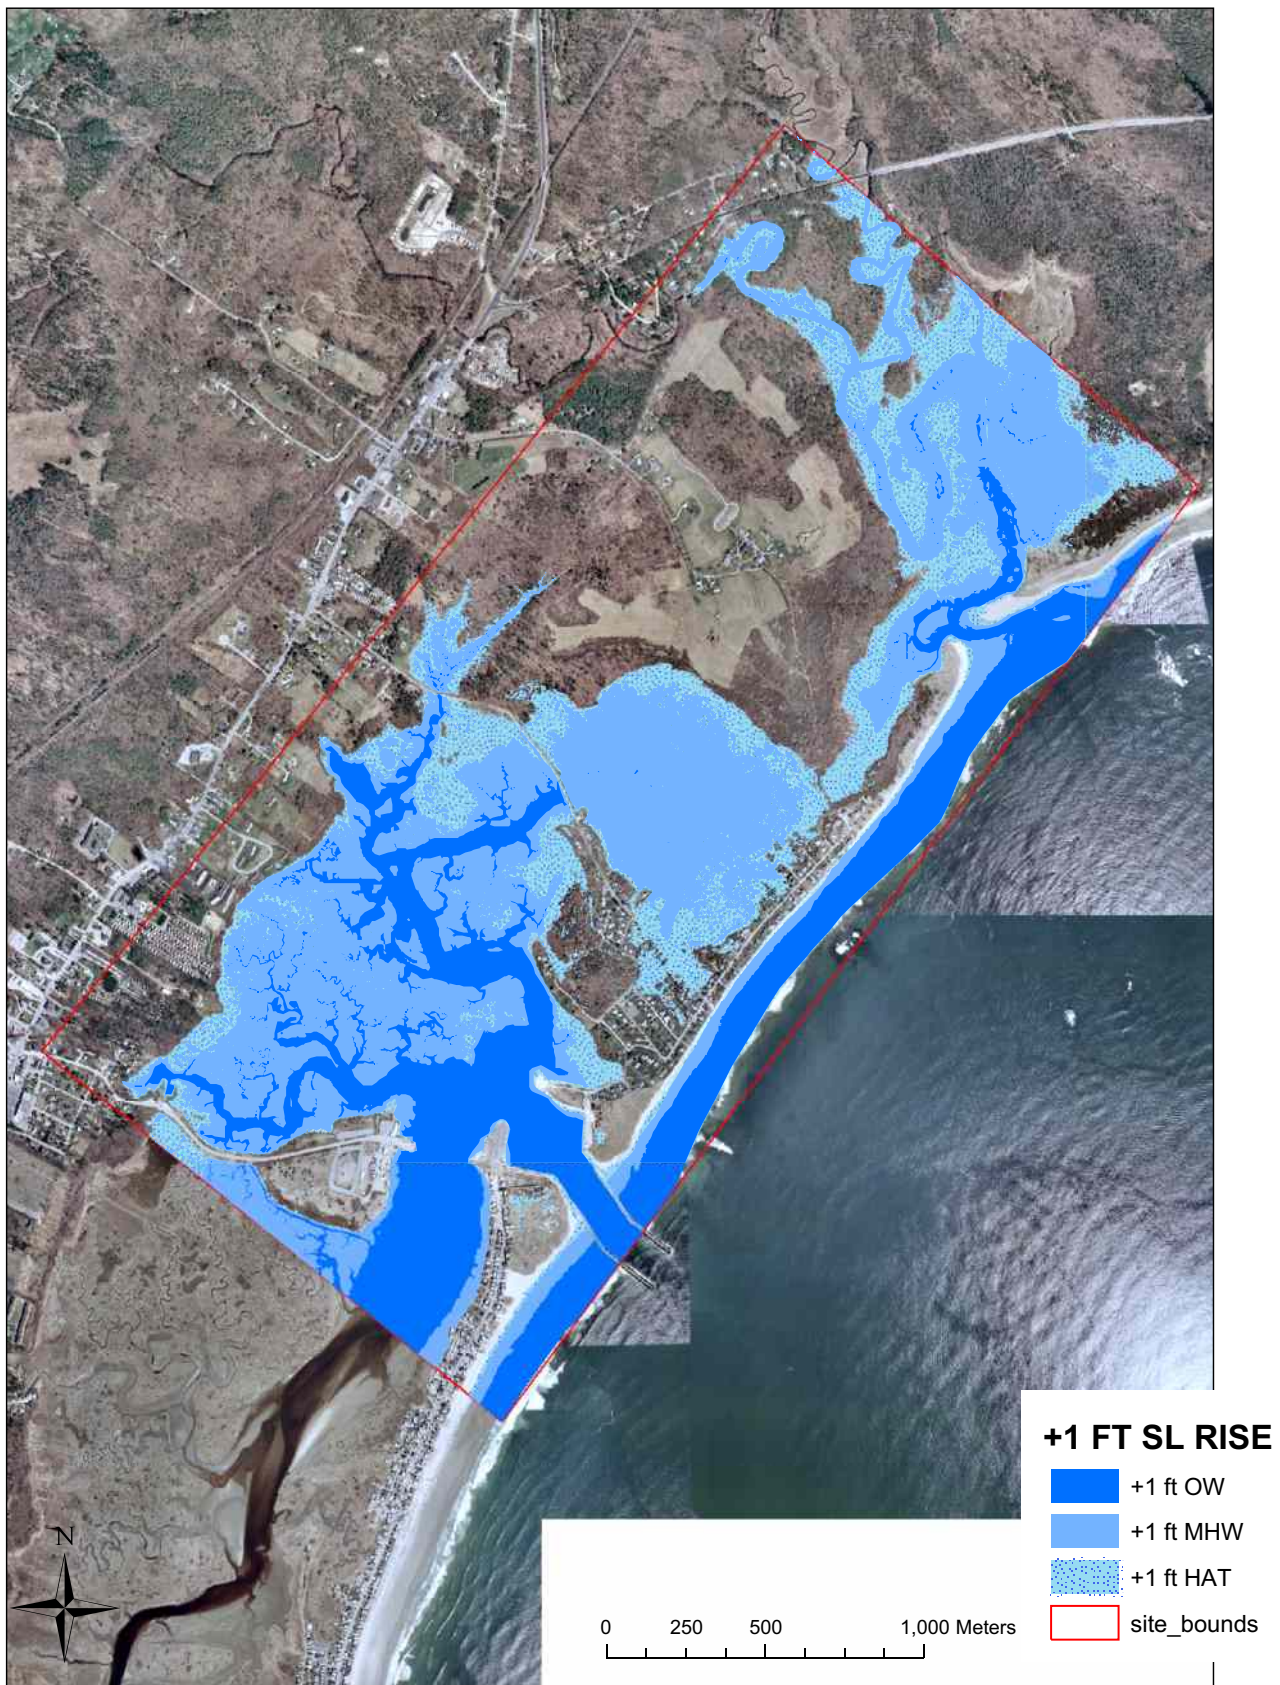 +1 FT SL RISE
+1 ft OW
+1 ft MHW
+1 ft HAT
site_bounds
N
0 250 500 1,000 Meters